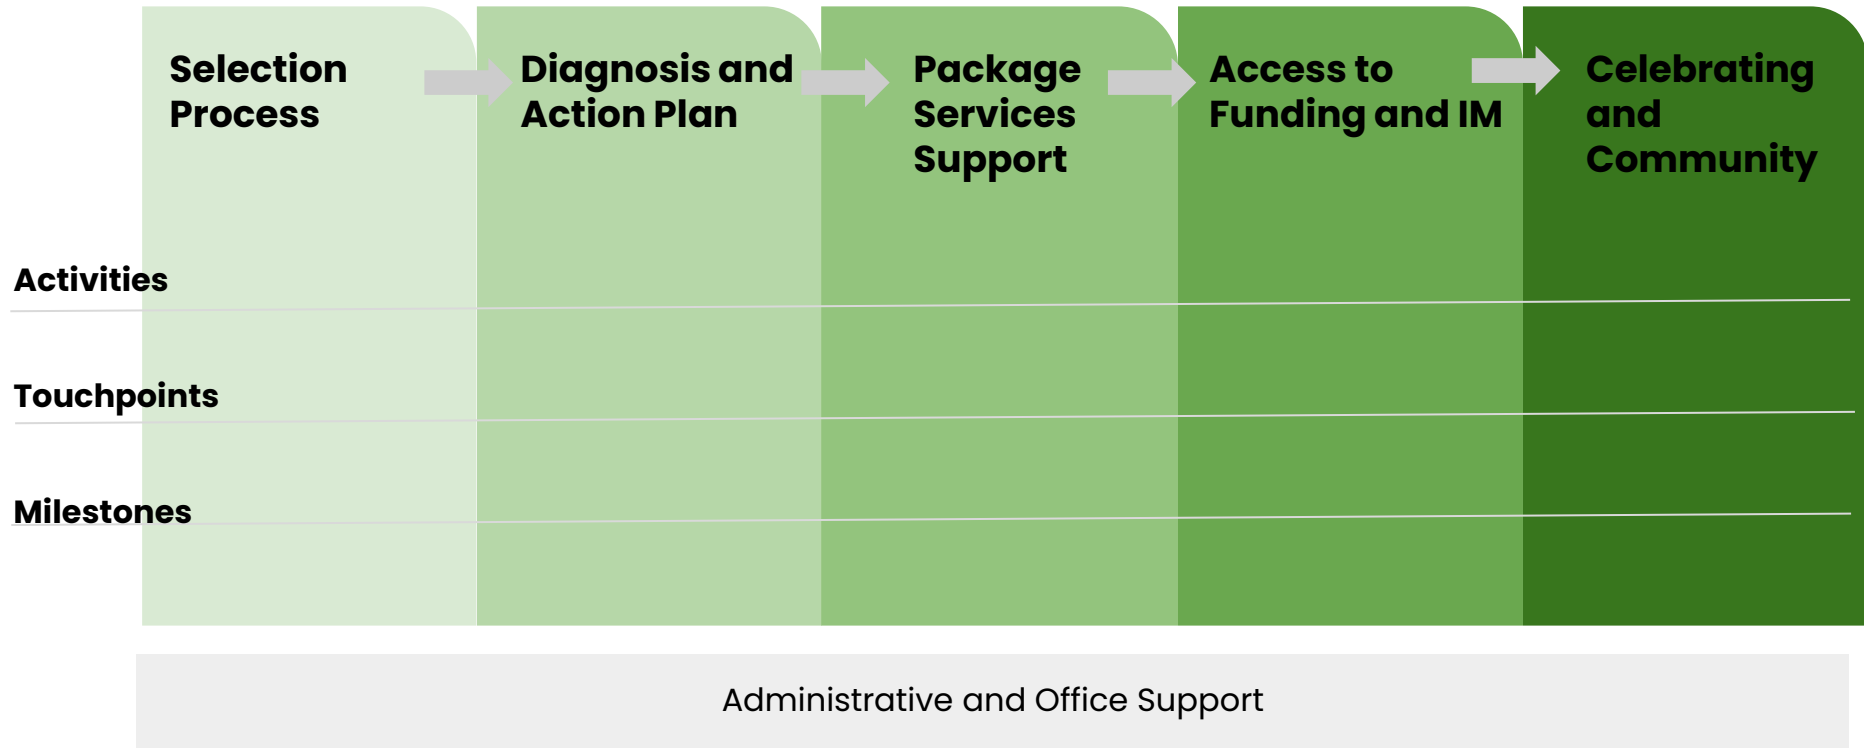 Selection
Process
Diagnosis and
Action Plan
Package
Services
Support
Access to
Funding and IM
Celebrating
and
Community
Activities
Touchpoints
Milestones
Administrative and Office Support